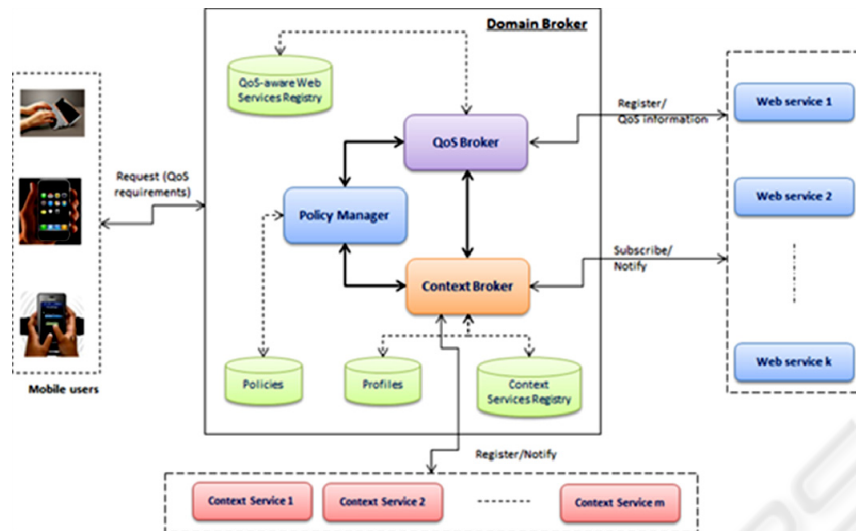 Domain Broker
QoS-aware Web
Services Registry
Register/
QoS information
Web service 1
QoS Broker
Request (QoS
requirements)
Policy Manager
Web service 2
Subscribe/
Notify
Context Broker
Web service k
Policies
Profiles
Context
Services Registry
Mobile users
Register/Notify
Context Service 1
Context Service 2
Context Service m